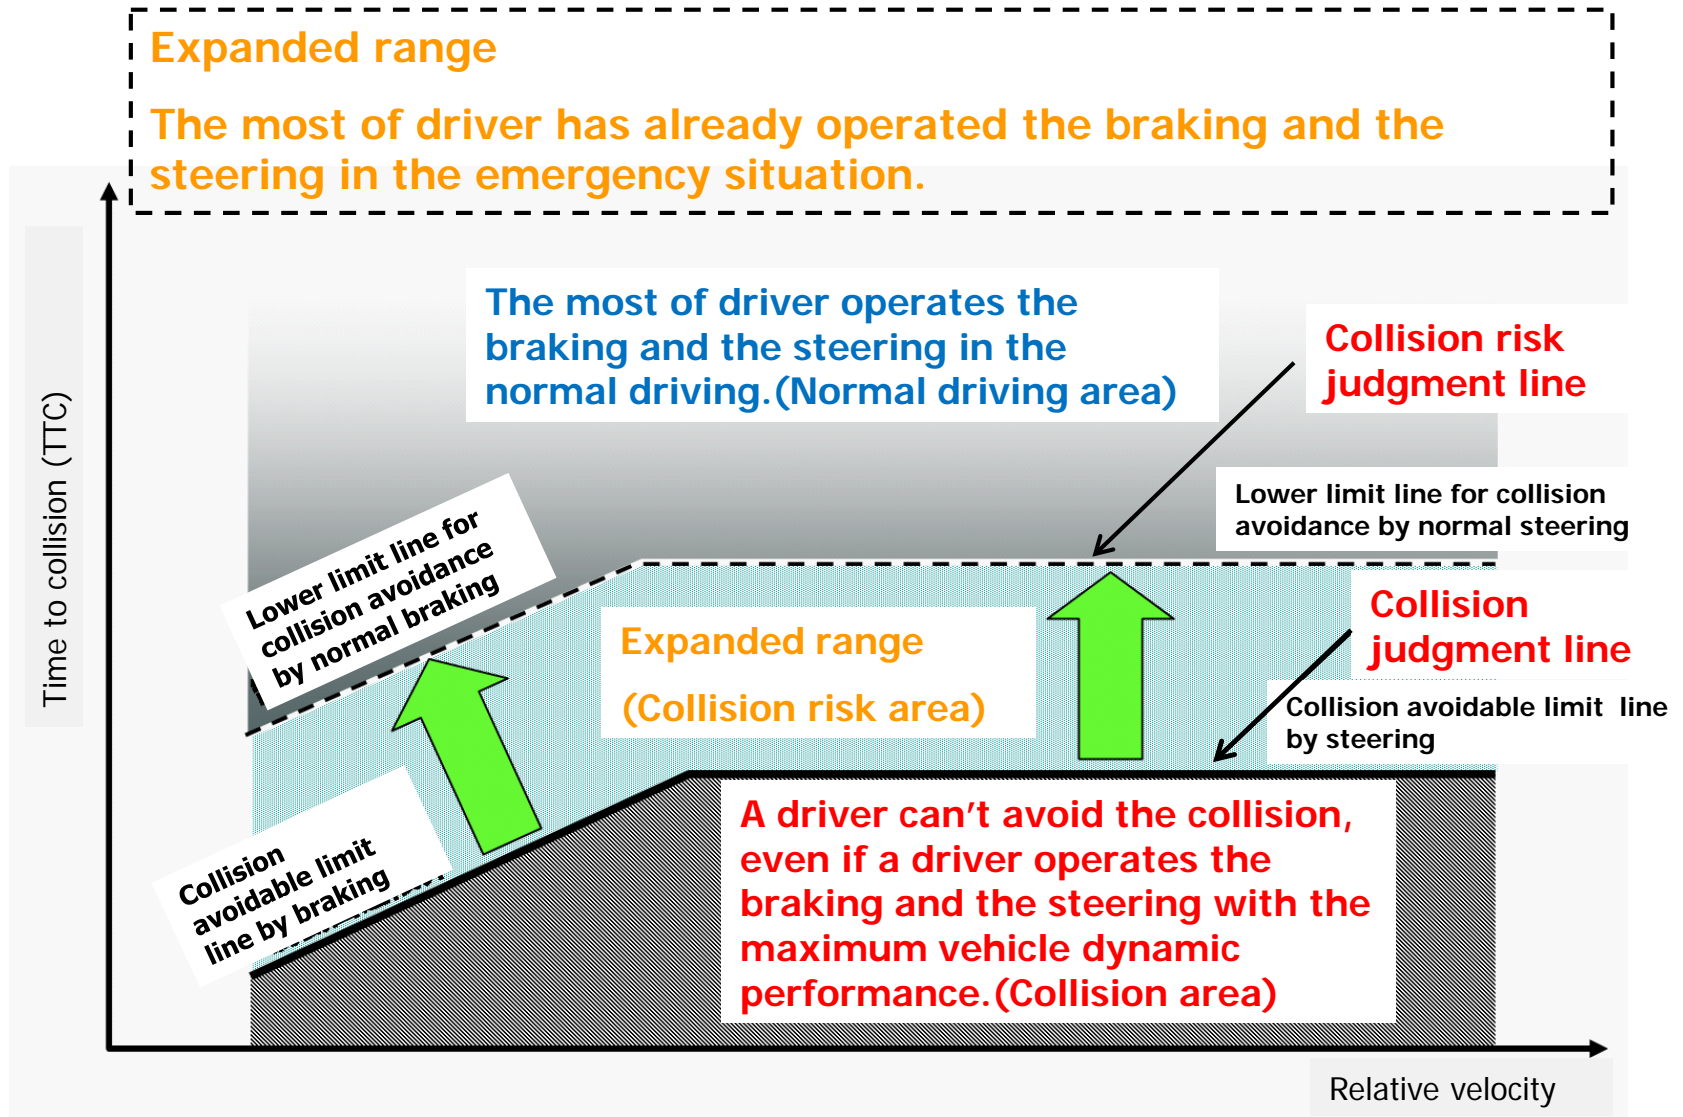 Expanded range
The most of driver has already operated the braking and the
steering in the emergency situation.
The most of driver operates the
braking and the steering in the
normal driving.(Normal driving area)
Collision risk
judgment line
Time to collision (TTC)
Lower limit line for collision
avoidance by normal steering
Lower limit line for
collision avoidance
by normal braking
Collision
judgment line
Expanded range
(Collision risk area)
Collision avoidable limit line
by steering
Collision
avoidable limit
line by braking
A driver can't avoid the collision,
even if a driver operates the
braking and the steering with the
maximum vehicle dynamic
performance.(Collision area)
Relative velocity